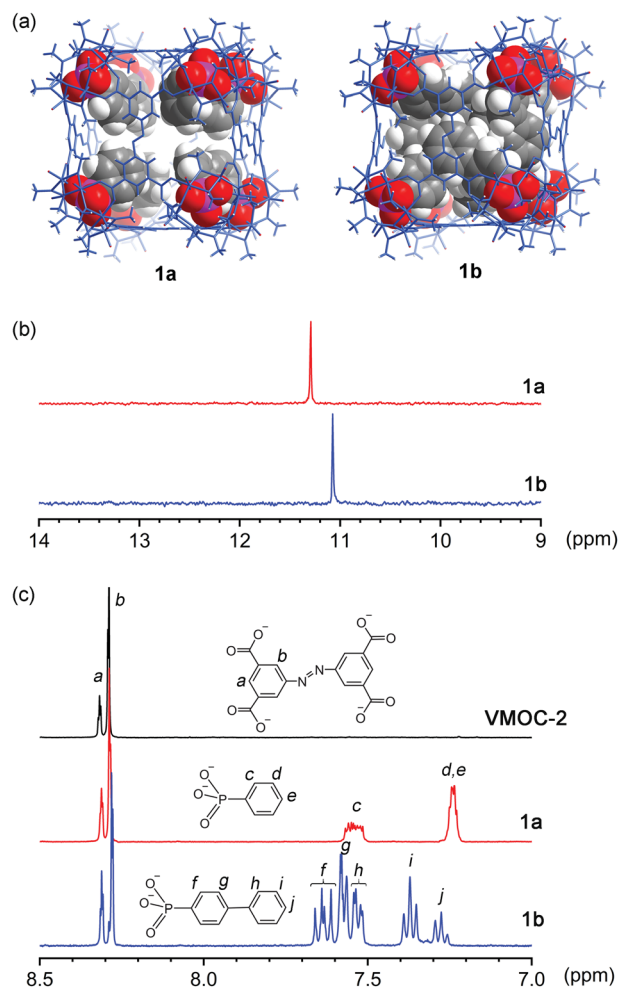 (a)
1a 1b
(b)
1a
1b
14 13 12 11 10 9 (ppm)
(c)
b
a
O⁻ O O⁻ O
b
a N N
O O⁻ O O⁻
VMOC-2
⁻O c d
⁻O P e
O
c d,e
1a
g
⁻O f g h i f h i j
⁻O P j
O
1b
8.5 8.0 7.5 7.0 (ppm)